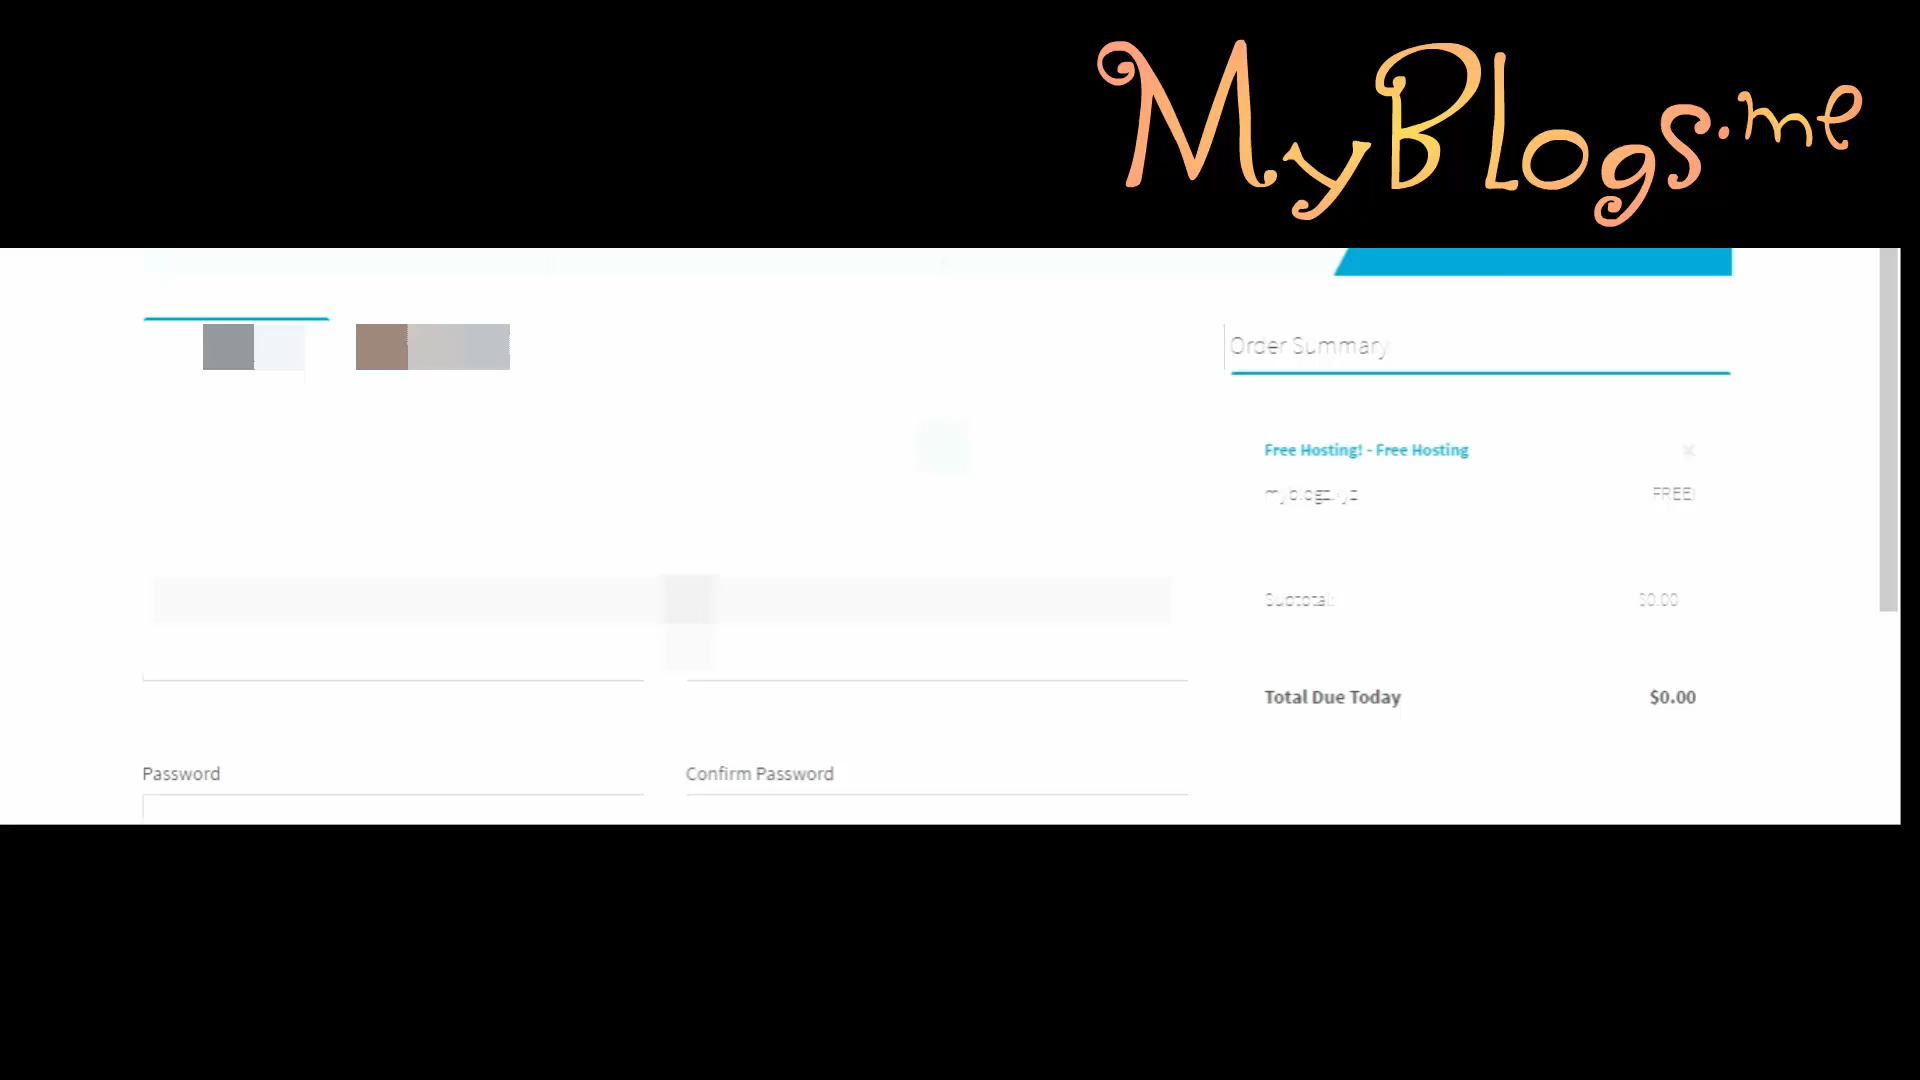 MyBlogs.me
Order Summary
Free Hosting! - Free Hosting
FREE!
Subtotal: $0.00
Total Due Today $0.00
Password Confirm Password